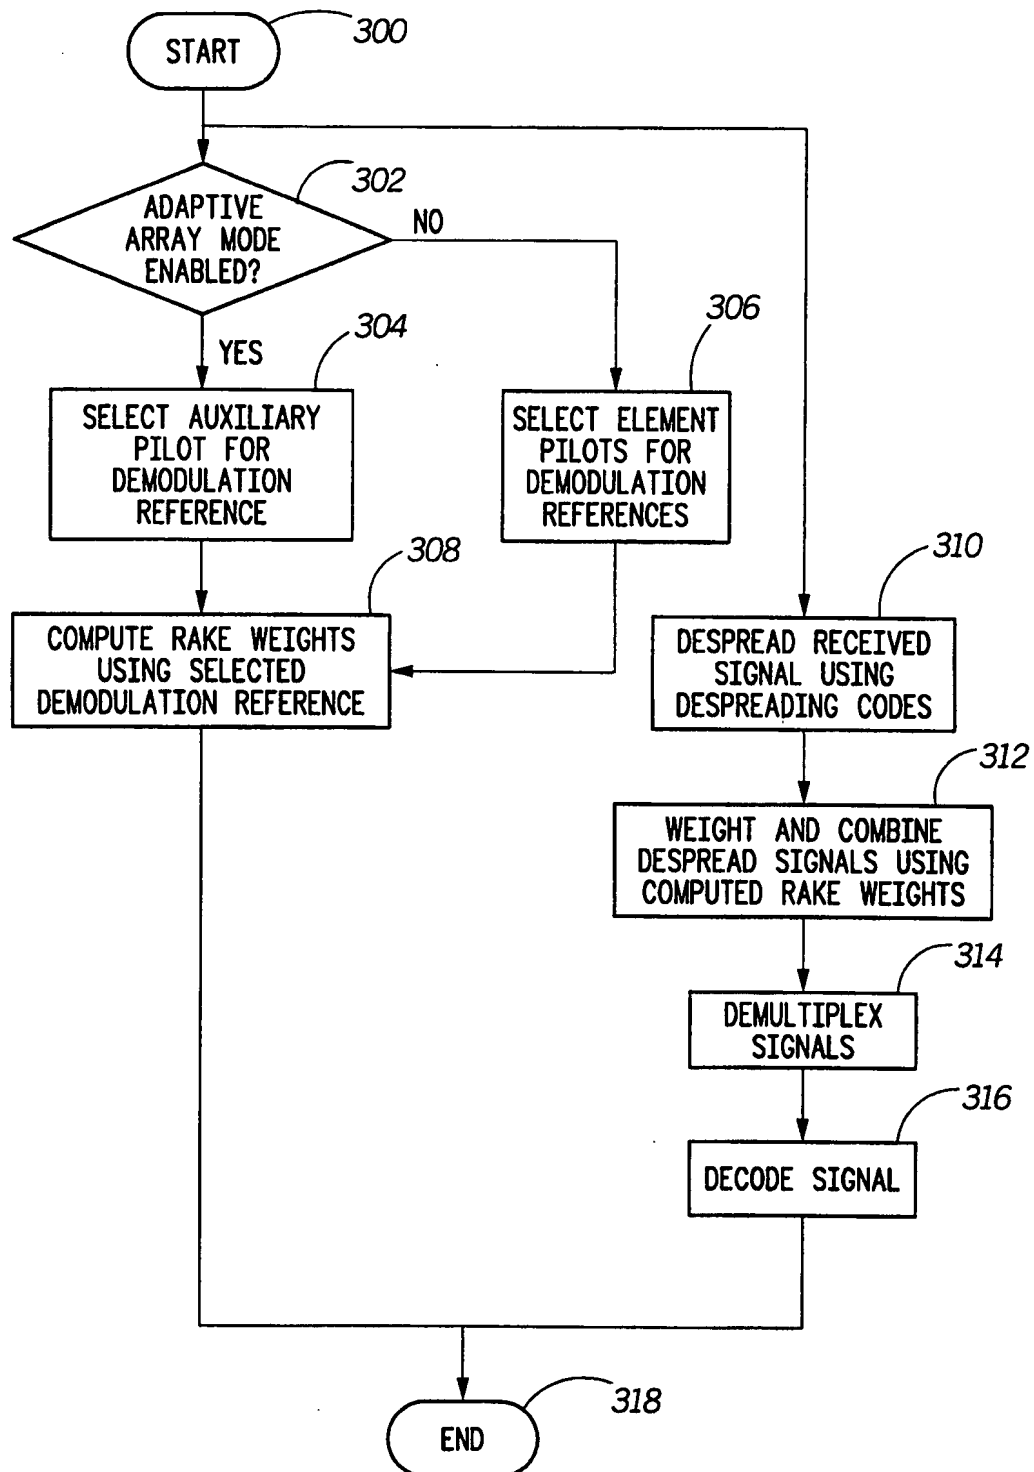 START
300
ADAPTIVE
ARRAY MODE
ENABLED?
302
NO
YES
304
SELECT AUXILIARY
PILOT FOR
DEMODULATION
REFERENCE
306
SELECT ELEMENT
PILOTS FOR
DEMODULATION
REFERENCES
308
COMPUTE RAKE WEIGHTS
USING SELECTED
DEMODULATION REFERENCE
310
DESPREAD RECEIVED
SIGNAL USING
DESPREADING CODES
312
WEIGHT AND COMBINE
DESPREAD SIGNALS USING
COMPUTED RAKE WEIGHTS
314
DEMULTIPLEX
SIGNALS
316
DECODE SIGNAL
318
END